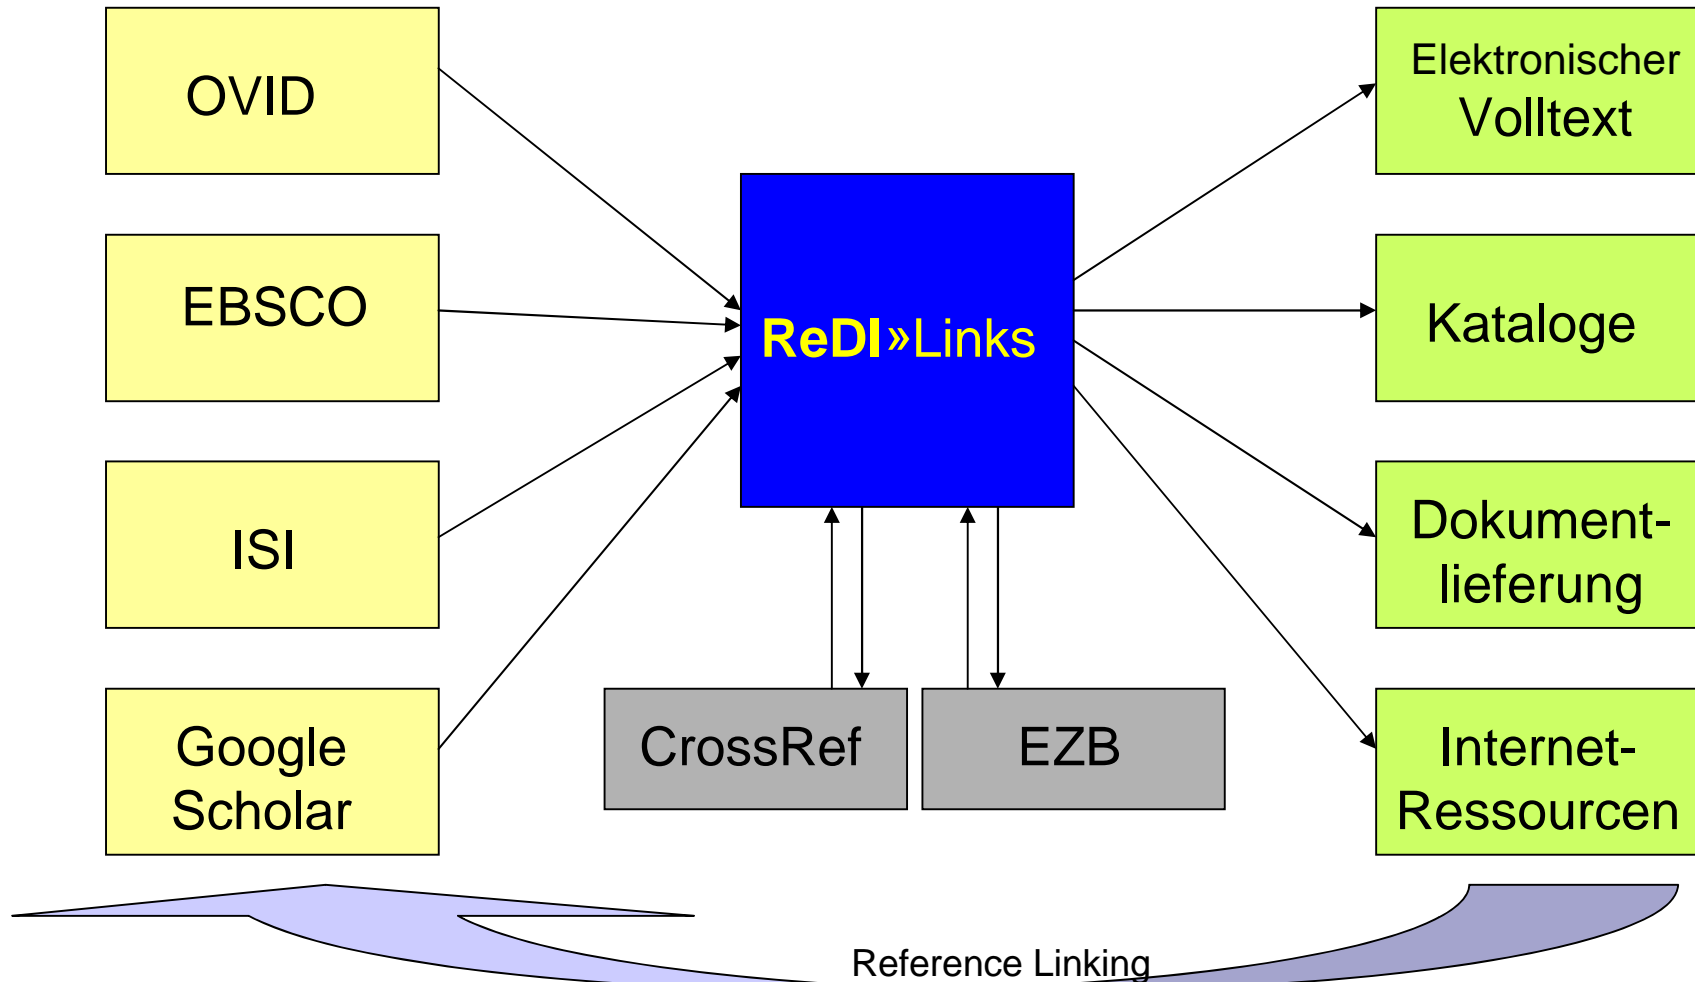 OVID
EBSCO
ISI
Google
Scholar
ReDI»Links
CrossRef
EZB
Elektronischer
Volltext
Kataloge
Dokument-
lieferung
Internet-
Ressourcen
Reference Linking